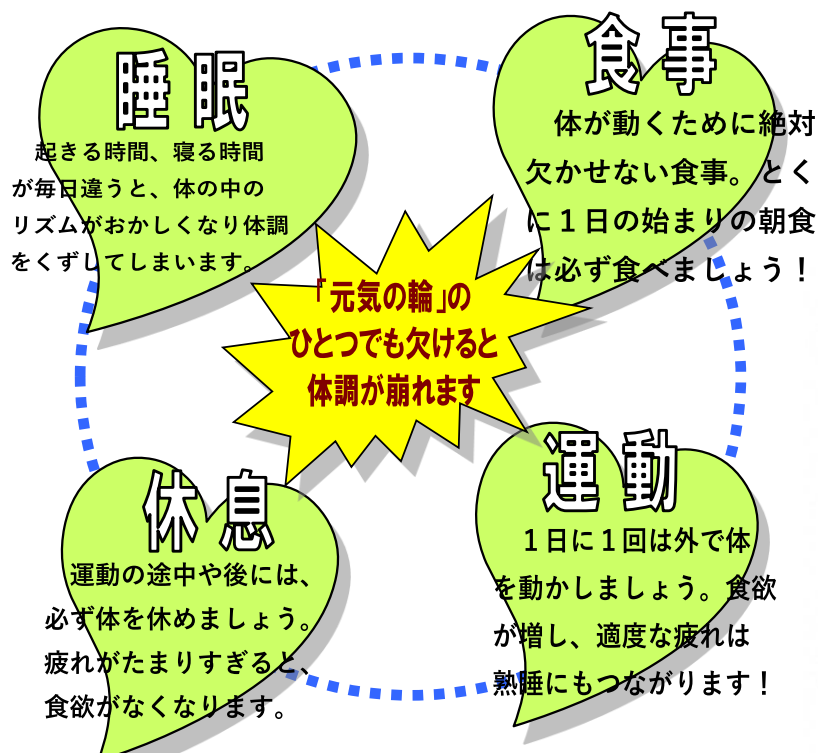 睡眠
起きる時間、寝る時間
が毎日違うと、体の中の
リズムがおかしくなり体調
をくずしてしまいます。
食事
体が動くために絶対
欠かせない食事。とく
に１日の始まりの朝食
は必ず食べましょう！
「元気の輪」の
ひとつでも欠けると
体調が崩れます
休息
運動の途中や後には、
必ず体を休めましょう。
疲れがたまりすぎると、
食欲がなくなります。
運動
１日に１回は外で体
を動かしましょう。食欲
が増し、適度な疲れは
熟睡にもつながります！